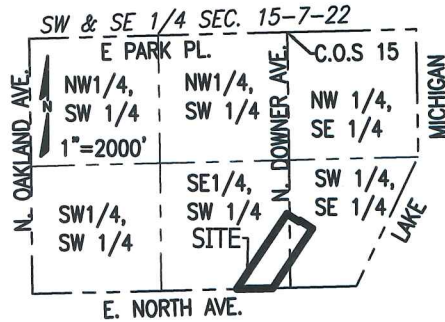 SW & SE 1/4 SEC. 15-7-22
E PARK PL.
C.O.S 15
N. OAKLAND AVE.
N
1"=2000'
NW1/4,
SW 1/4
NW1/4,
SW 1/4
N. DOWNER AVE.
NW 1/4,
SE 1/4
MICHIGAN
SW1/4,
SW 1/4
SE1/4,
SW 1/4
SITE
SW 1/4,
SE 1/4
LAKE
E. NORTH AVE.